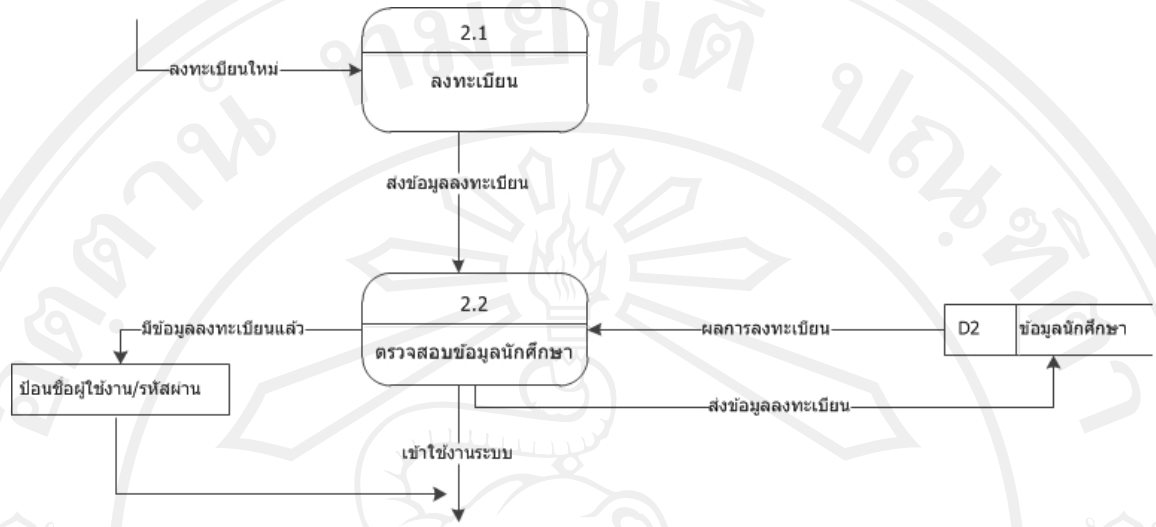 2.1
ลงทะเบียนใหม่
ลงทะเบียน
ส่งข้อมูลลงทะเบียน
2.2
มีข้อมูลลงทะเบียนแล้ว
ผลการลงทะเบียน
D2 ข้อมูลนักศึกษา
ตรวจสอบข้อมูลนักศึกษา
ป้อนชื่อผู้ใช้งาน/รหัสผ่าน
ส่งข้อมูลลงทะเบียน
เข้าใช้งานระบบ